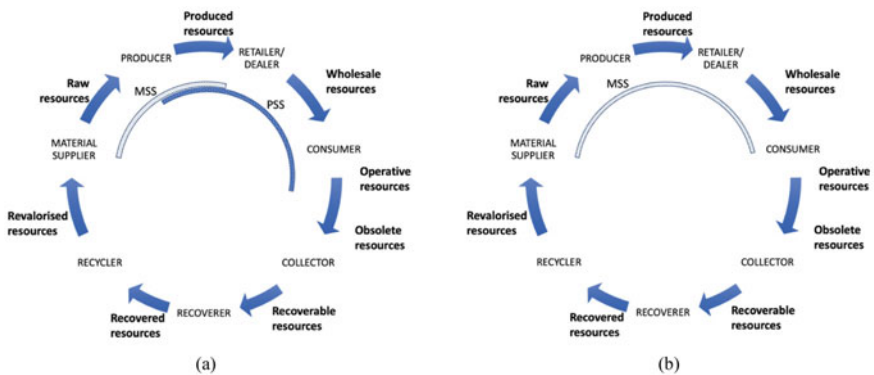 Produced
resources
PRODUCER
RETAILER/
DEALER
Raw
resources
MSS
Wholesale
resources
PSS
MATERIAL
SUPPLIER
CONSUMER
Operative
resources
Revalorised
resources
Obsolete
resources
RECYCLER
COLLECTOR
Recovered
resources
RECOVERER
Recoverable
resources
(a)
Produced
resources
PRODUCER
RETAILER/
DEALER
Raw
resources
MSS
Wholesale
resources
MATERIAL
SUPPLIER
CONSUMER
Operative
resources
Revalorised
resources
Obsolete
resources
RECYCLER
COLLECTOR
Recovered
resources
RECOVERER
Recoverable
resources
(b)